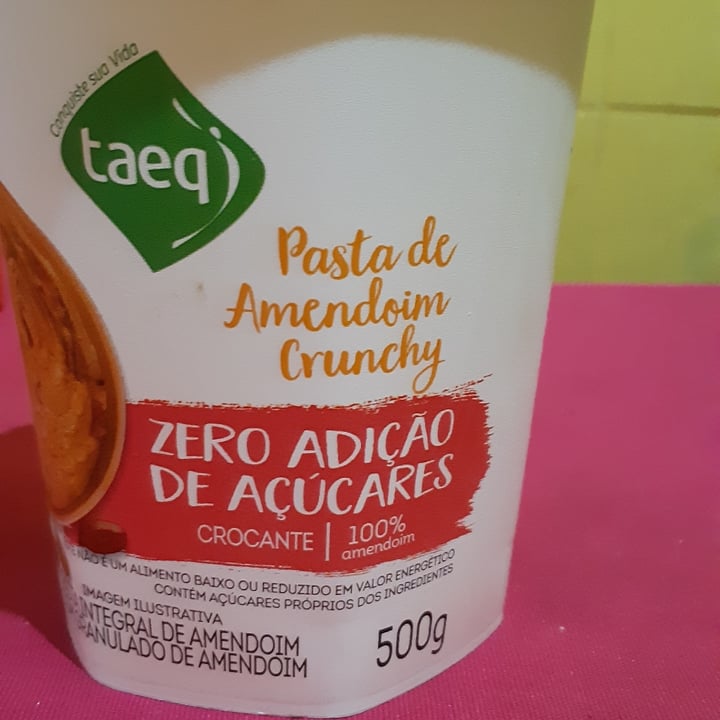 Conquiste sua Vida
taeq
Pasta de
Amendoim
Crunchy
ZERO ADIÇÃO
DE AÇÚCARES
CROCANTE | 100%
amendoim
NÃO É UM ALIMENTO BAIXO OU REDUZIDO EM VALOR ENERGÉTICO
CONTÉM AÇÚCARES PRÓPRIOS DOS INGREDIENTES
IMAGEM ILUSTRATIVA
INTEGRAL DE AMENDOIM
GRANULADO DE AMENDOIM
500g